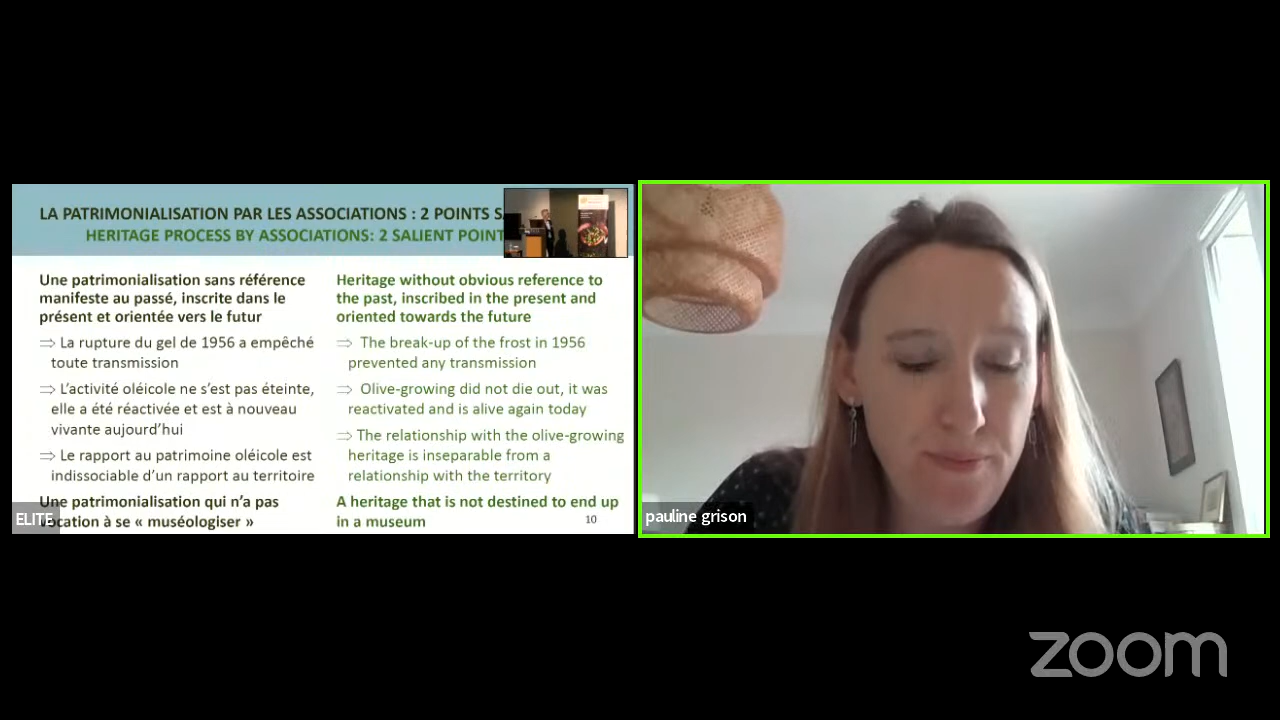 LA PATRIMONIALISATION PAR LES ASSOCIATIONS : 2 POINTS
HERITAGE PROCESS BY ASSOCIATIONS: 2 SALIENT POINT
Une patrimonialisation sans référence
manifeste au passé, inscrite dans le
présent et orientée vers le futur
⇒ La rupture du gel de 1956 a empêché
toute transmission
⇒ L’activité oléicole ne s’est pas éteinte,
elle a été réactivée et est à nouveau
vivante aujourd’hui
⇒ Le rapport au patrimoine oléicole est
indissociable d’un rapport au territoire
Une patrimonialisation qui n’a pas
vocation à se « muséologiser »
Heritage without obvious reference to
the past, inscribed in the present and
oriented towards the future
⇒ The break-up of the frost in 1956
prevented any transmission
⇒ Olive-growing did not die out, it was
reactivated and is alive again today
⇒ The relationship with the olive-growing
heritage is inseparable from a
relationship with the territory
A heritage that is not destined to end up
in a museum
10
ELITE
pauline grison
zoom